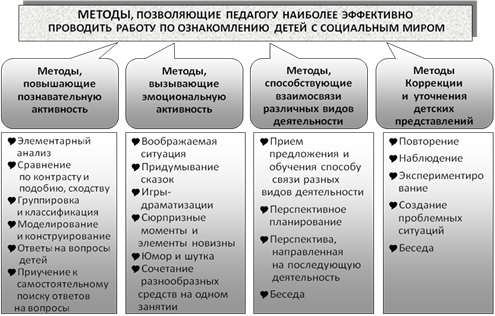 МЕТОДЫ, ПОЗВОЛЯЮЩИЕ ПЕДАГОГУ НАИБОЛЕЕ ЭФФЕКТИВНО
ПРОВОДИТЬ РАБОТУ ПО ОЗНАКОМЛЕНИЮ ДЕТЕЙ С СОЦИАЛЬНЫМ МИРОМ
Методы,
повышающие
познавательную
активность
Элементарный
анализ
Сравнение
по контрасту и
подобию, сходству
Группировка
и классификация
Моделирование
и конструирование
Ответы на вопросы
детей
Приучение к
самостоятельному
поиску ответов
на вопросы
Методы,
вызывающие
эмоциональную
активность
Воображаемая
ситуация
Придумывание
сказок
Игры-
драматизации
Сюрпризные
моменты и
элементы новизны
Юмор и шутка
Сочетание
разнообразных
средств на одном
занятии
Методы,
способствующие
взаимосвязи
различных видов
деятельности
Прием
предложения и
обучения способу
связи разных
видов деятельности
Перспективное
планирование
Перспектива,
направленная
на последующую
деятельность
Беседа
Методы
Коррекции
и уточнения
детских
представлений
Повторение
Наблюдение
Экспериментиро
вание
Создание
проблемных
ситуаций
Беседа